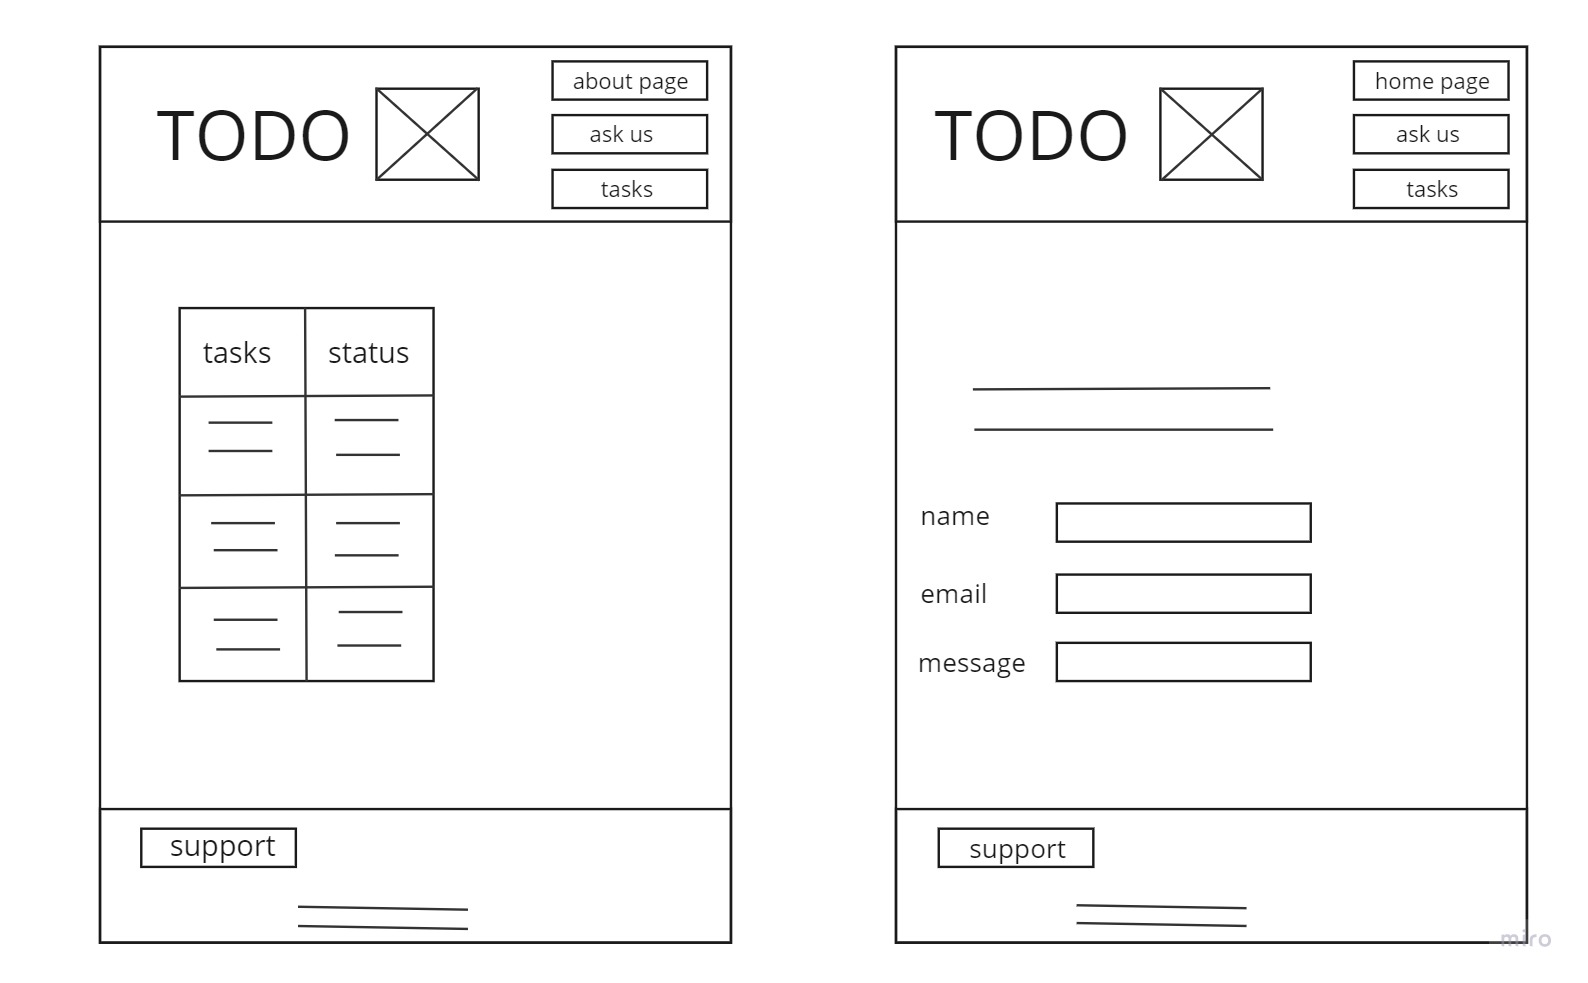 TODO
about page
ask us
tasks
tasks status
support
TODO
home page
ask us
tasks
name
email
message
support
miro